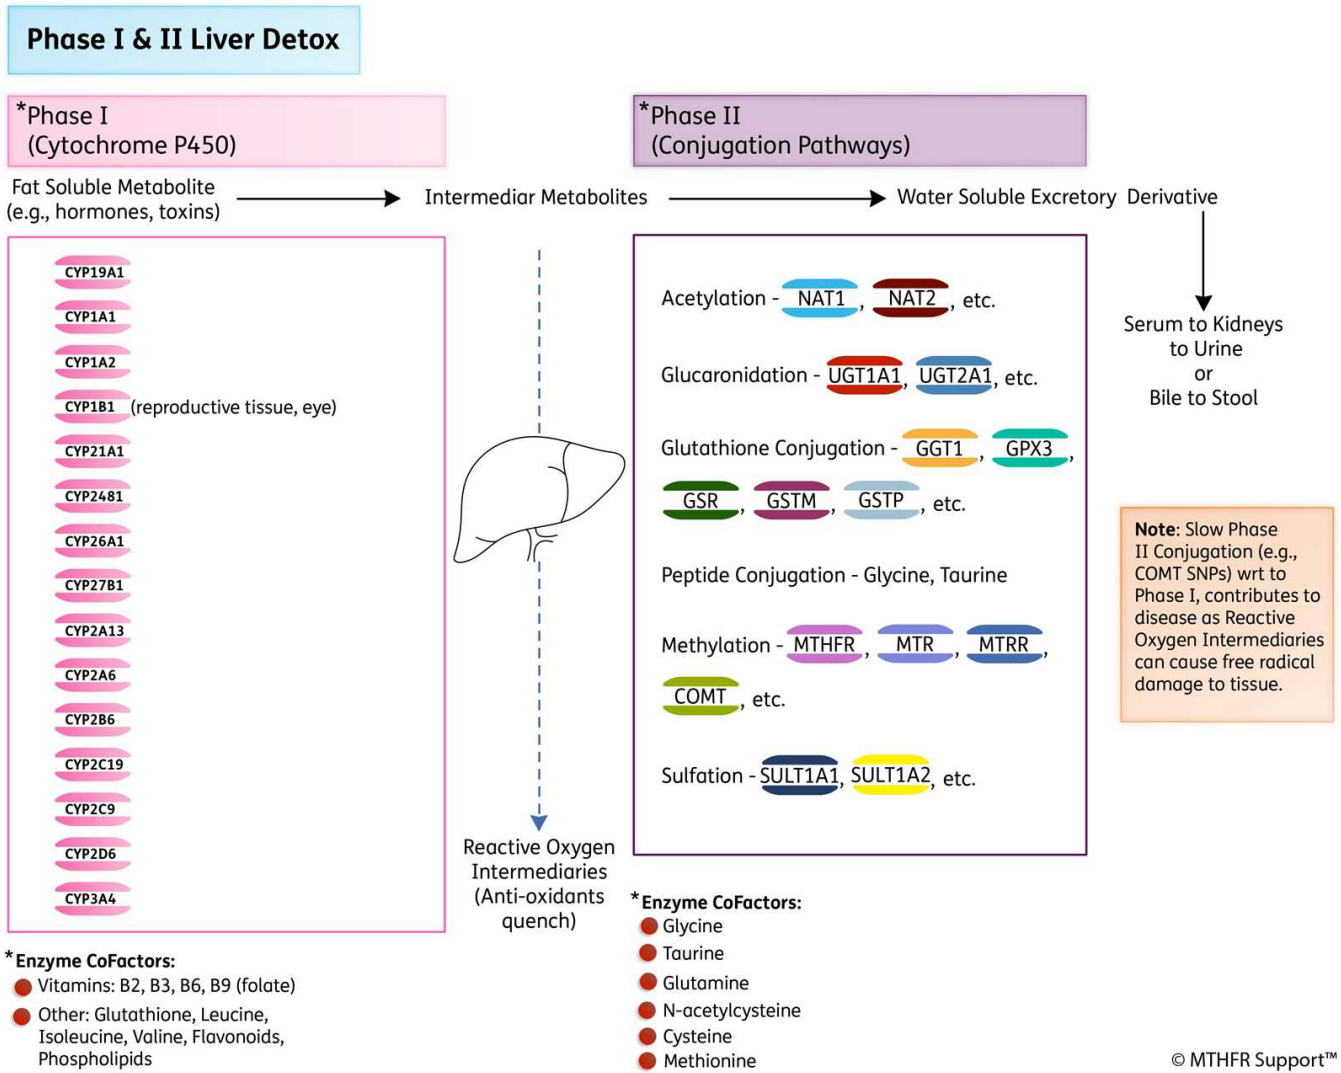 Phase I & II Liver Detox
*Phase I
(Cytochrome P450)
*Phase II
(Conjugation Pathways)
Fat Soluble Metabolite
(e.g., hormones, toxins)
Intermediar Metabolites
Water Soluble Excretory Derivative
CYP19A1
CYP1A1
CYP1A2
CYP1B1 (reproductive tissue, eye)
CYP21A1
CYP2481
CYP26A1
CYP27B1
CYP2A13
CYP2A6
CYP2B6
CYP2C19
CYP2C9
CYP2D6
CYP3A4
*Enzyme CoFactors:
Vitamins: B2, B3, B6, B9 (folate)
Other: Glutathione, Leucine,
Isoleucine, Valine, Flavonoids,
Phospholipids
Reactive Oxygen
Intermediaries
(Anti-oxidants
quench)
Acetylation - NAT1, NAT2, etc.
Glucaronidation - UGT1A1, UGT2A1, etc.
Glutathione Conjugation - GGT1, GPX3,
GSR, GSTM, GSTP, etc.
Peptide Conjugation - Glycine, Taurine
Methylation - MTHFR, MTR, MTRR,
COMT, etc.
Sulfation - SULT1A1, SULT1A2, etc.
*Enzyme CoFactors:
Glycine
Taurine
Glutamine
N-acetylcysteine
Cysteine
Methionine
Serum to Kidneys
to Urine
or
Bile to Stool
Note: Slow Phase
II Conjugation (e.g.,
COMT SNPs) wrt to
Phase I, contributes to
disease as Reactive
Oxygen Intermediaries
can cause free radical
damage to tissue.
© MTHFR Support™